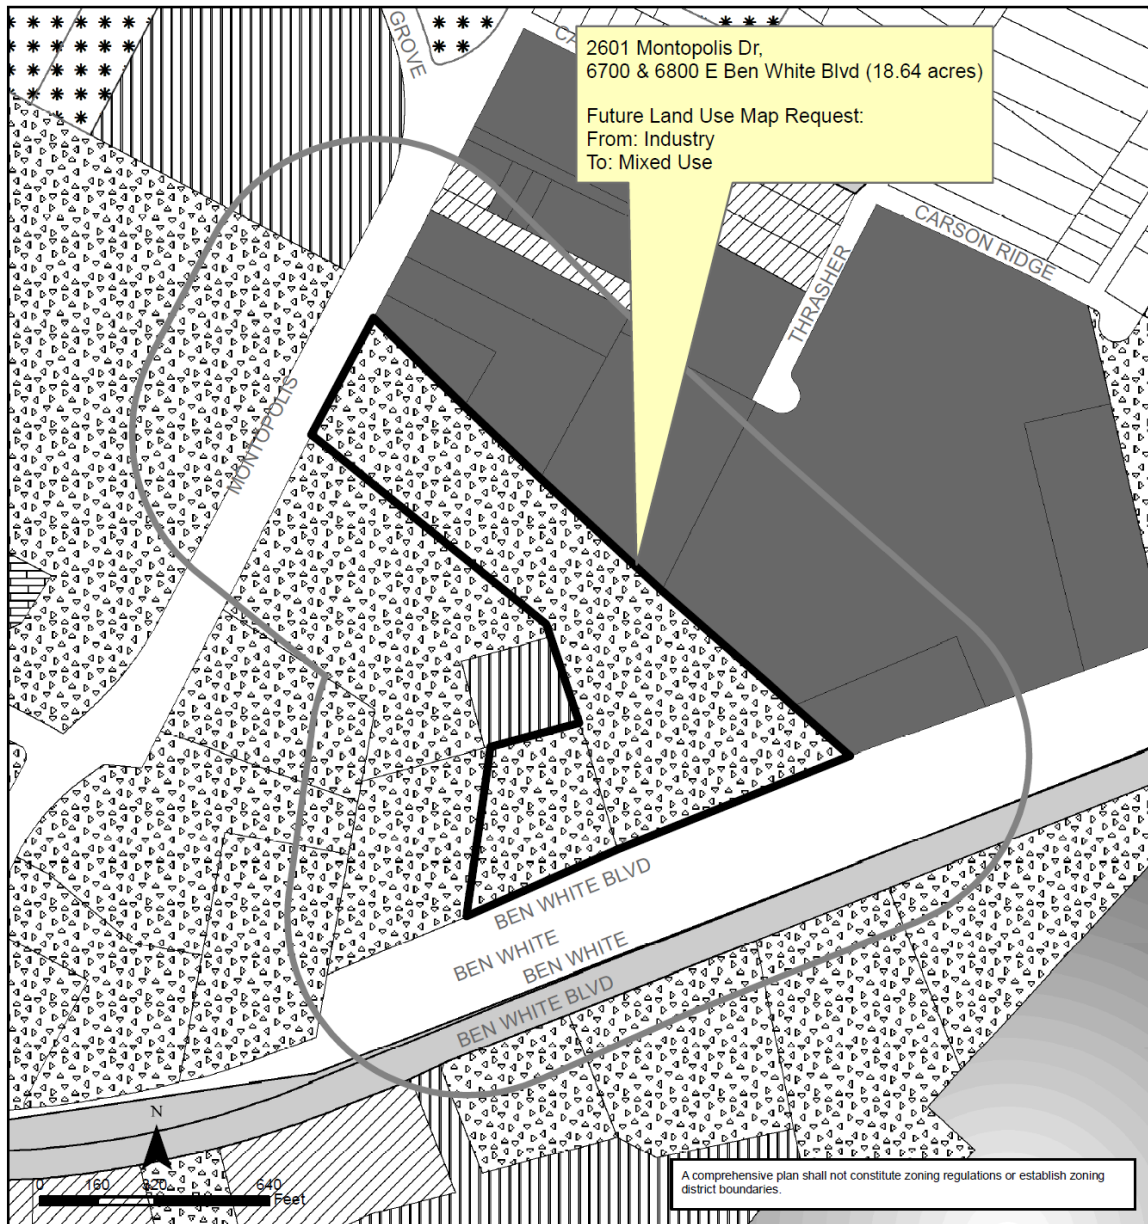 GROVE
2601 Montopolis Dr,
6700 & 6800 E Ben White Blvd (18.64 acres)
Future Land Use Map Request:
From: Industry
To: Mixed Use
CARSON RIDGE
THRASHER
MONTOPOLIS
BEN WHITE BLVD
BEN WHITE
BEN WHITE
BEN WHITE BLVD
N
0 160 320 640
Feet
A comprehensive plan shall not constitute zoning regulations or establish zoning
district boundaries.